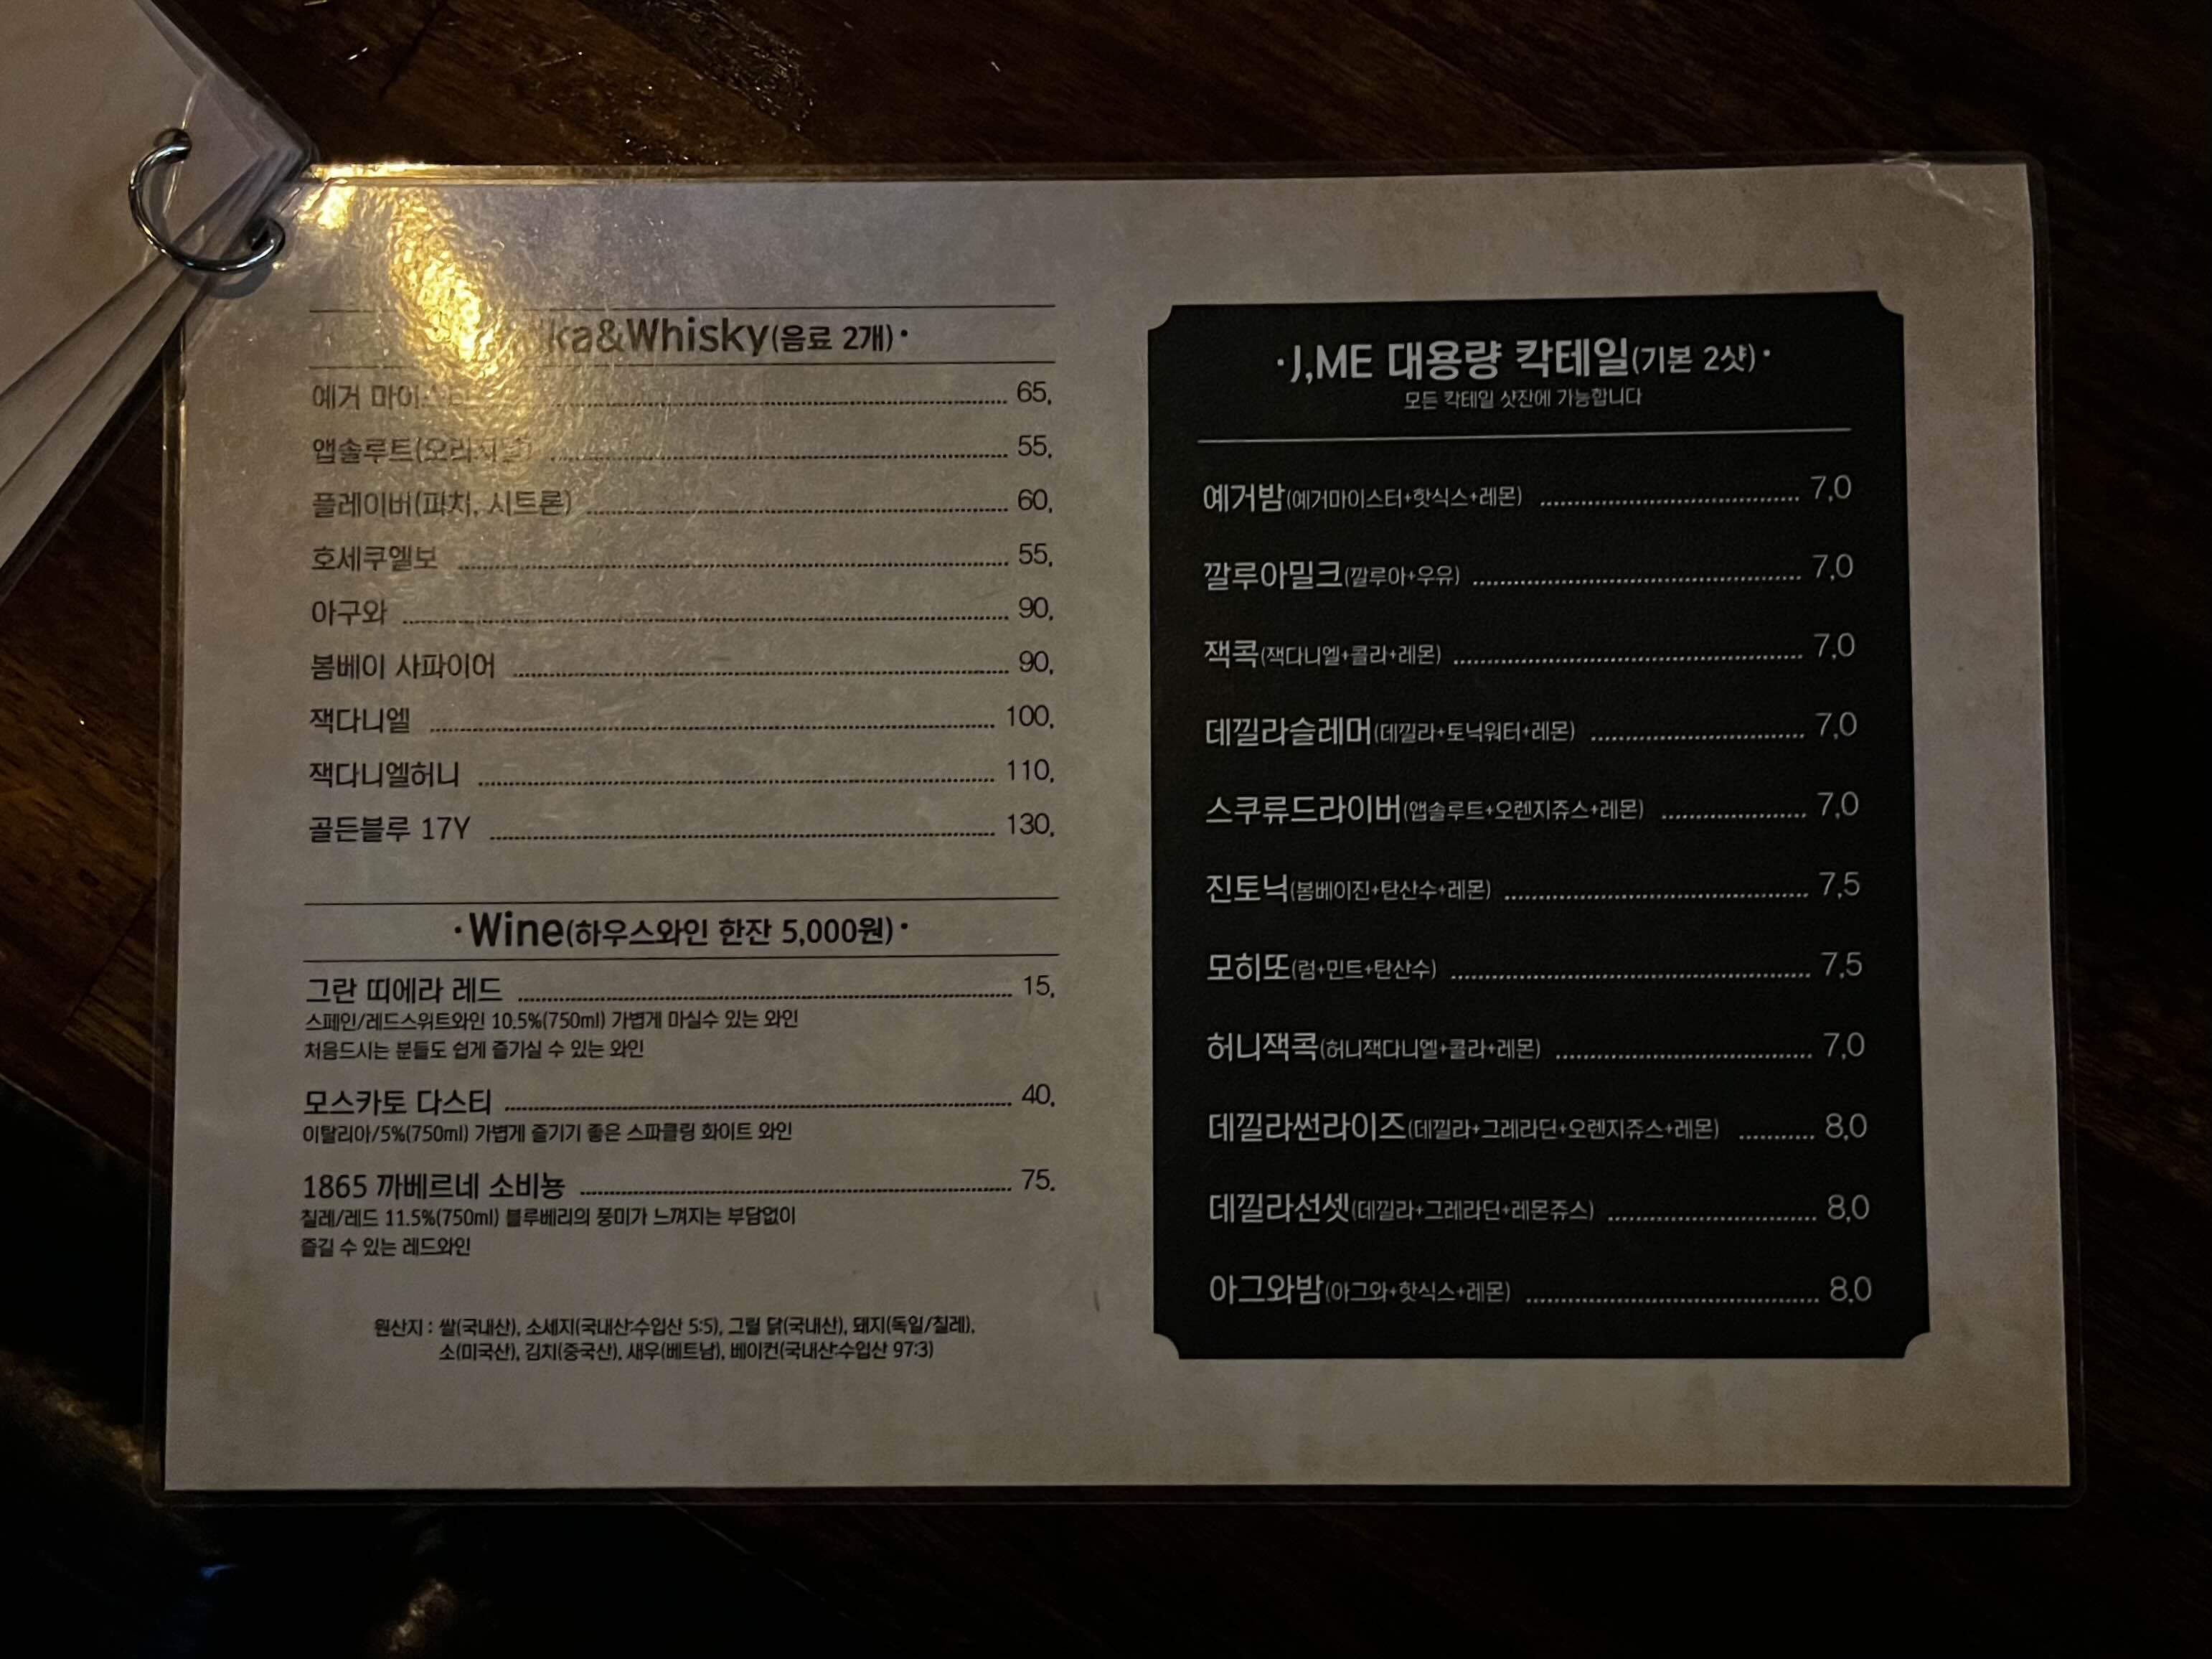 ka&Whisky(음료 2개)·
예거 65,
앱솔루트(오리지널) 55,
플레이버(피치, 시트론) 60,
호세쿠엘보 55,
아구와 90,
봄베이 사파이어 90,
잭다니엘 100,
잭다니엘허니 110,
골든블루 17Y 130,
·Wine(하우스와인 한잔 5,000원)·
그란 띠에라 레드 15,
스페인/레드스위트와인 10.5%(750ml) 가볍게 마실수 있는 와인
처음드시는 분들도 쉽게 즐기실 수 있는 와인
모스카토 다스티 40,
이탈리아/5%(750ml) 가볍게 즐기기 좋은 스파클링 화이트 와인
1865 까베르네 소비뇽 75,
칠레/레드 11.5%(750ml) 블루베리의 풍미가 느껴지는 부담없이
즐길 수 있는 레드와인
원산지 : 쌀(국내산), 소세지(국내산:수입산 5:5), 그릴 닭(국내산), 돼지(독일/칠레),
소(미국산), 김치(중국산), 새우(베트남), 베이컨(국내산:수입산 97:3)
·J,ME 대용량 칵테일(기본 2샷)·
모든 칵테일 샷잔에 가능합니다
예거밤(예거마이스터+핫식스+레몬) 7,0
깔루아밀크(깔루아+우유) 7,0
잭콕(잭다니엘+콜라+레몬) 7,0
데낄라슬레머(데낄라+토닉워터+레몬) 7,0
스쿠류드라이버(앱솔루트+오렌지쥬스+레몬) 7,0
진토닉(봄베이진+탄산수+레몬) 7,5
모히또(럼+민트+탄산수) 7,5
허니잭콕(허니잭다니엘+콜라+레몬) 7,0
데낄라썬라이즈(데낄라+그레라딘+오렌지쥬스+레몬) 8,0
데낄라선셋(데낄라+그레라딘+레몬쥬스) 8,0
아그와밤(아그와+핫식스+레몬) 8,0